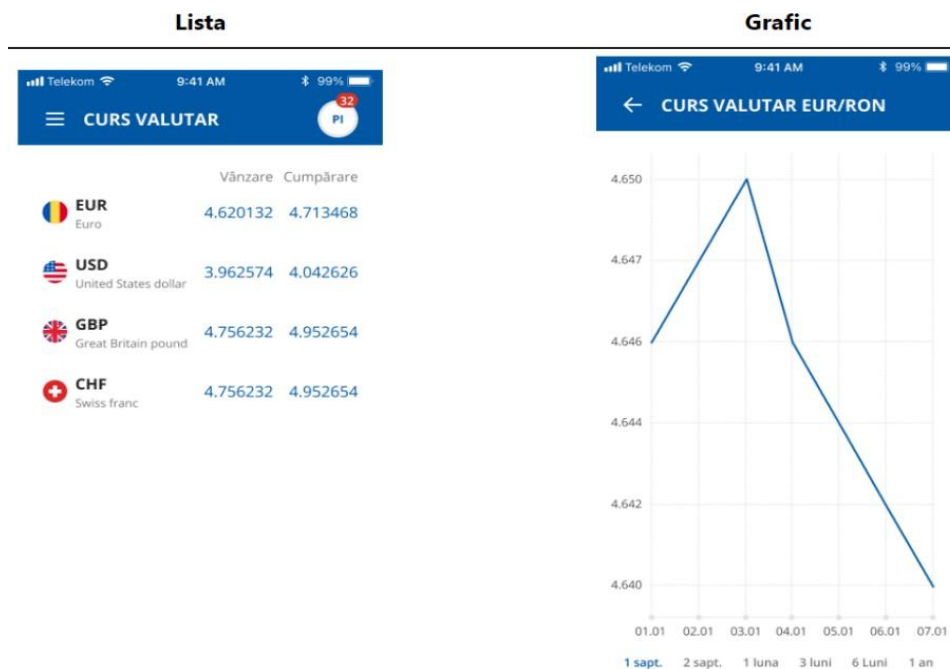 Lista
Grafic
Telekom 9:41 AM 99%
CURS VALUTAR
32
PI
Vânzare Cumpărare
EUR 4.620132 4.713468
Euro
USD 3.962574 4.042626
United States dollar
GBP 4.756232 4.952654
Great Britain pound
CHF 4.756232 4.952654
Swiss franc
Telekom 9:41 AM 99%
CURS VALUTAR EUR/RON
4.650
4.647
4.646
4.644
4.642
4.640
01.01 02.01 03.01 04.01 05.01 06.01 07.01
1 sapt. 2 sapt. 1 luna 3 luni 6 Luni 1 an